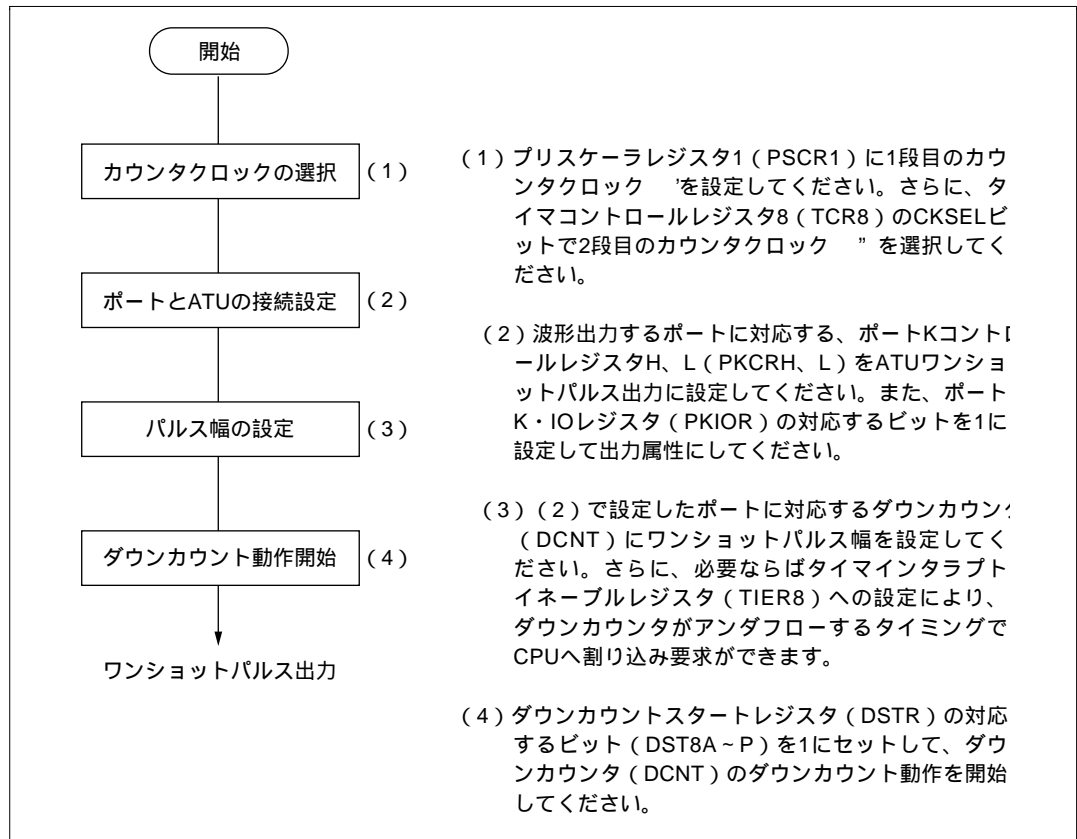 開始
カウンタクロックの選択
(1)
ポートとATUの接続設定
(2)
パルス幅の設定
(3)
ダウンカウント動作開始
(4)
ワンショットパルス出力
(1)プリスケーラレジスタ1(PSCR1)に1段目のカウ
ンタクロック ’を設定してください。さらに、タ
イマコントロールレジスタ8(TCR8)のCKSELビ
ットで2段目のカウンタクロック ”を選択してく
ださい。
(2)波形出力するポートに対応する、ポートKコントロ
ールレジスタH、L(PKCRH、L)をATUワンショ
ットパルス出力に設定してください。また、ポート
K・IOレジスタ(PKIOR)の対応するビットを1に
設定して出力属性にしてください。
(3)(2)で設定したポートに対応するダウンカウンタ
(DCNT)にワンショットパルス幅を設定してく
ださい。さらに、必要ならばタイマインタラプト
イネーブルレジスタ(TIER8)への設定により、
ダウンカウンタがアンダフローするタイミングで
CPUへ割り込み要求ができます。
(4)ダウンカウントスタートレジスタ(DSTR)の対応
するビット(DST8A~P)を1にセットして、ダウ
ンカウンタ(DCNT)のダウンカウント動作を開始
してください。